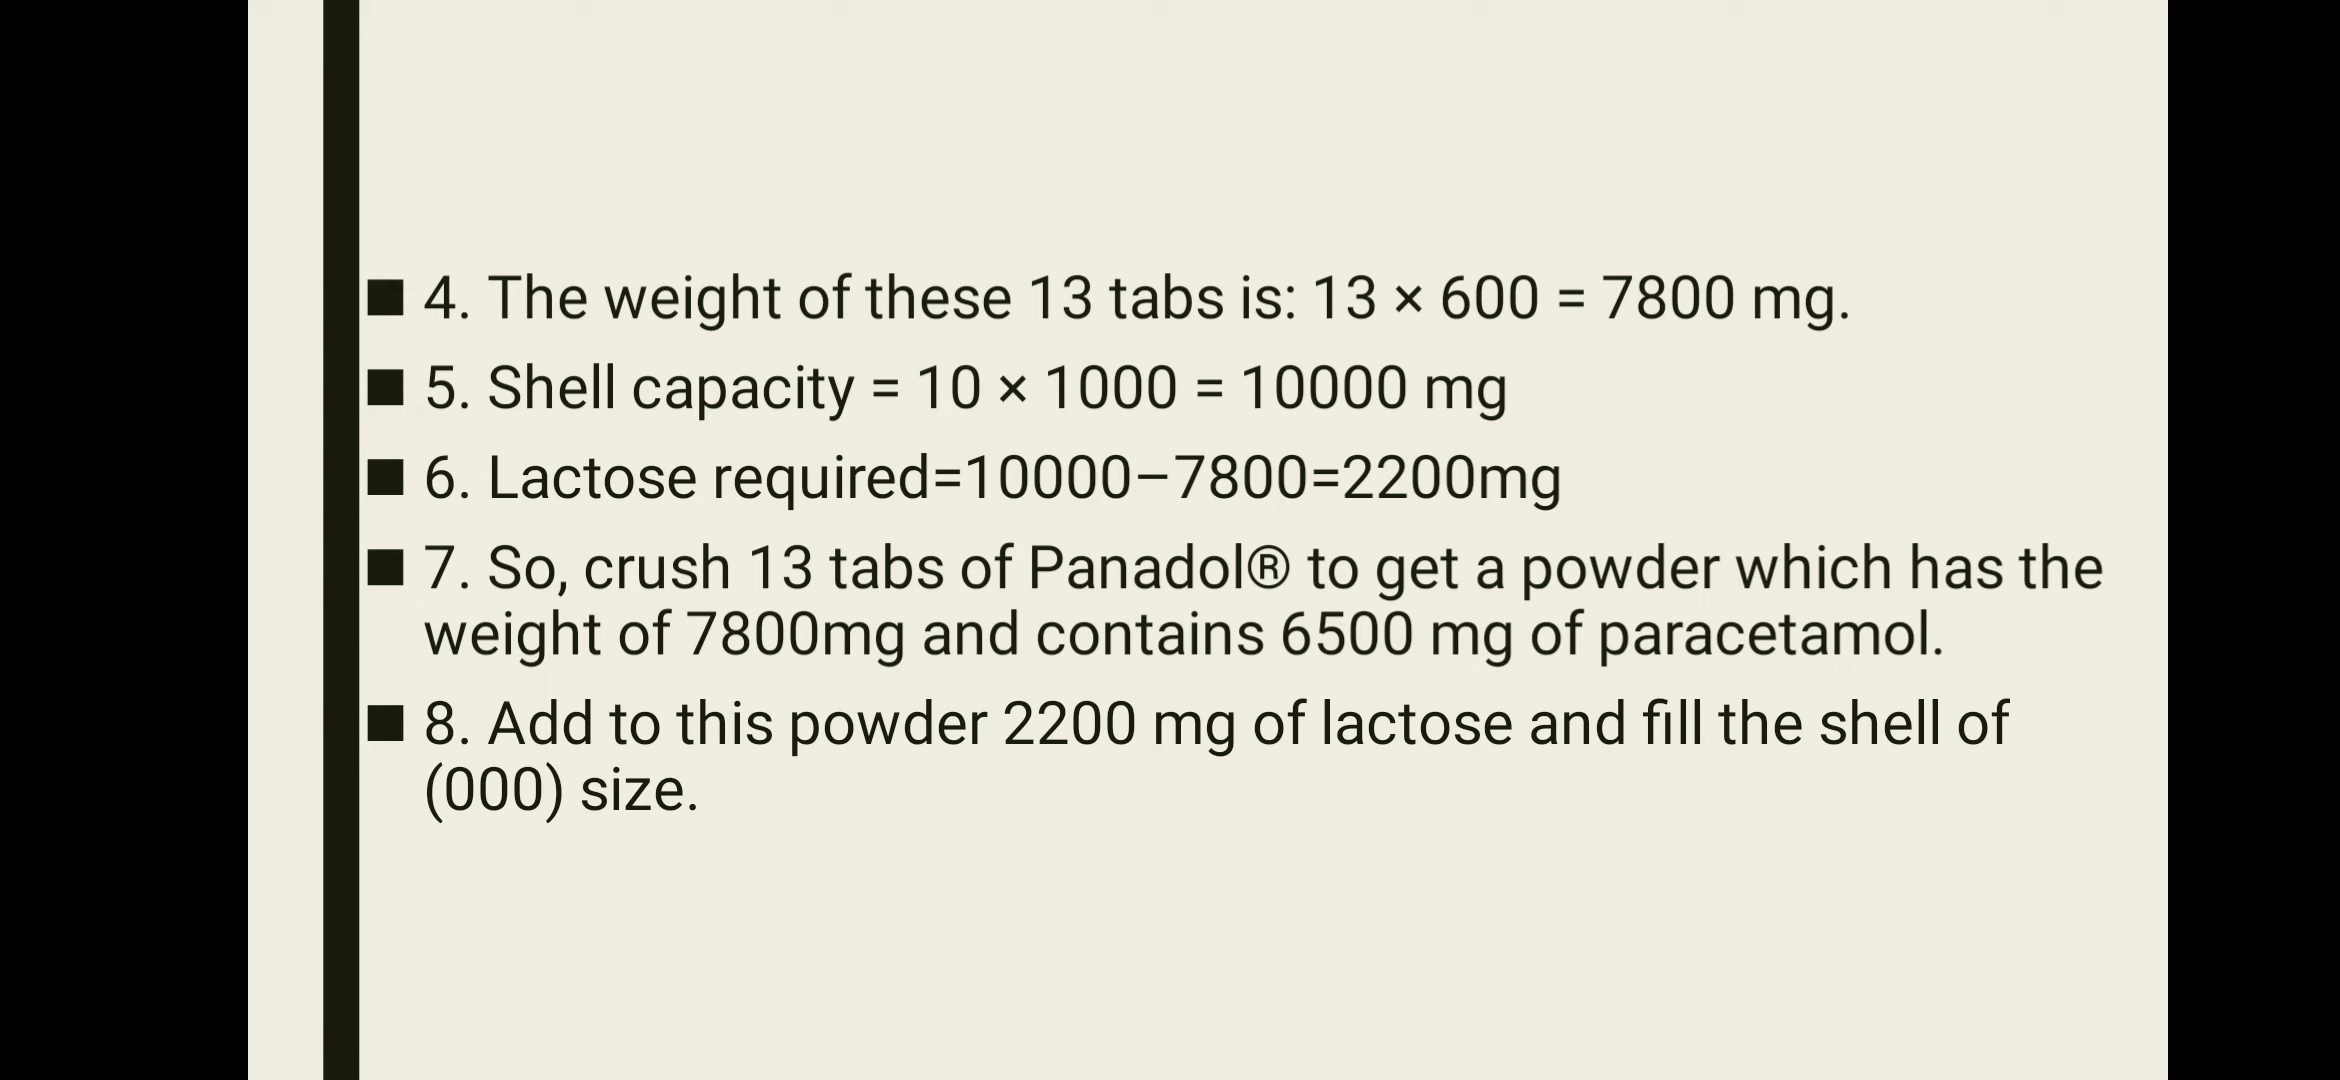 ■ 4. The weight of these 13 tabs is: 13 × 600 = 7800 mg.
■ 5. Shell capacity = 10 × 1000 = 10000 mg
■ 6. Lactose required=10000–7800=2200mg
■ 7. So, crush 13 tabs of Panadol® to get a powder which has the
weight of 7800mg and contains 6500 mg of paracetamol.
■ 8. Add to this powder 2200 mg of lactose and fill the shell of
(000) size.